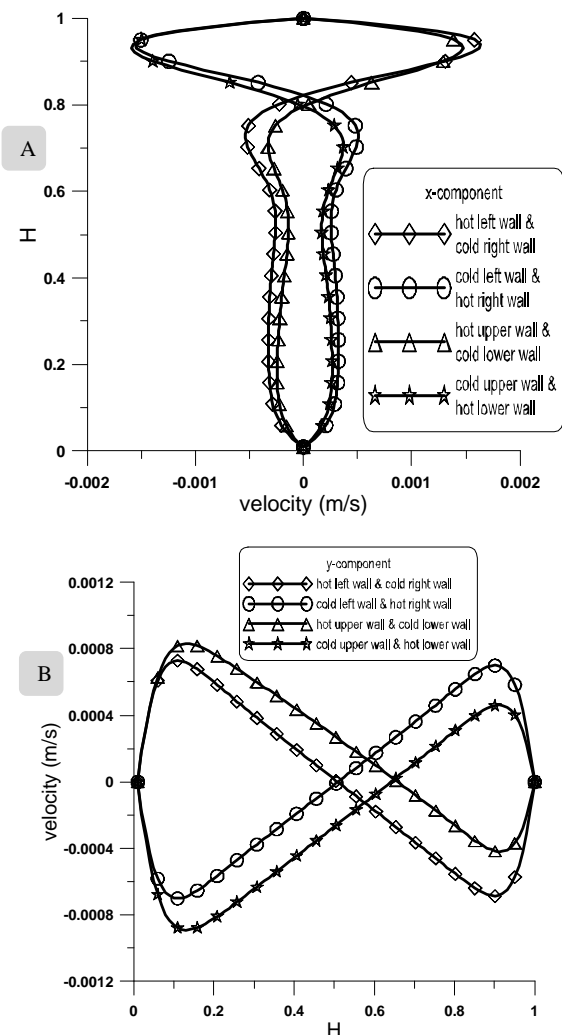 A
1
0.8
0.6
0.4
0.2
0
H
-0.002
-0.001
0
0.001
0.002
velocity (m/s)
x-component
hot left wall &
cold right wall
cold left wall &
hot right wall
hot upper wall &
cold lower wall
cold upper wall &
hot lower wall
B
y-component
hot left wall & cold right wall
cold left wall & hot right wall
hot upper wall & cold lower wall
cold upper wall & hot lower wall
0.0012
0.0008
0.0004
0
-0.0004
-0.0008
-0.0012
velocity (m/s)
0
0.2
0.4
0.6
0.8
1
H